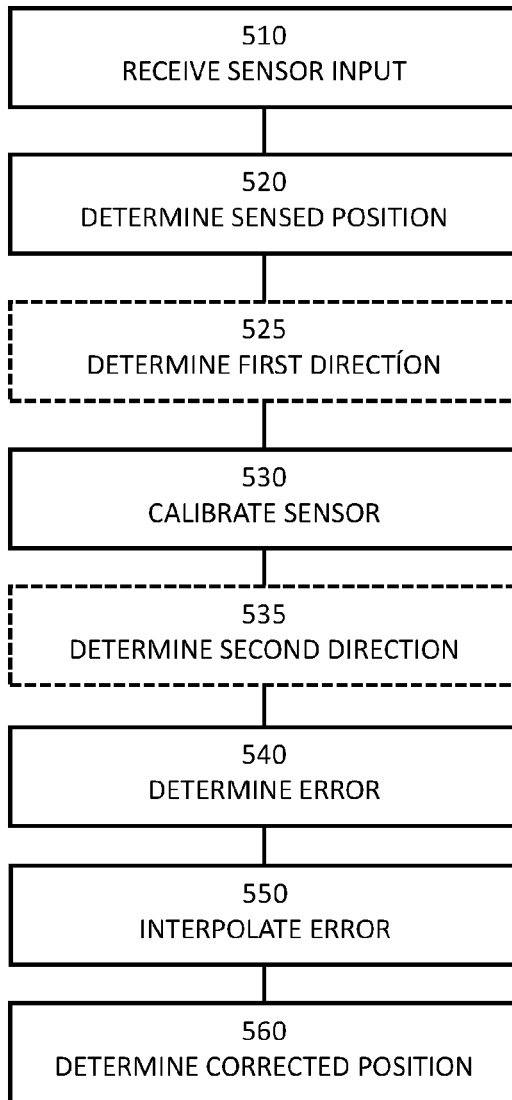 510
RECEIVE SENSOR INPUT
520
DETERMINE SENSED POSITION
525
DETERMINE FIRST DIRECTÍON
530
CALIBRATE SENSOR
535
DETERMINE SECOND DIRECTION
540
DETERMINE ERROR
550
INTERPOLATE ERROR
560
DETERMINE CORRECTED POSITION